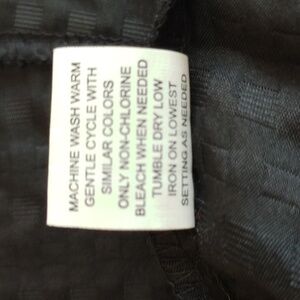 MACHINE WASH WARM
GENTLE CYCLE WITH
SIMILAR COLORS
ONLY NON-CHLORINE
BLEACH WHEN NEEDED
TUMBLE DRY LOW
IRON ON LOWEST
SETTING AS NEEDED